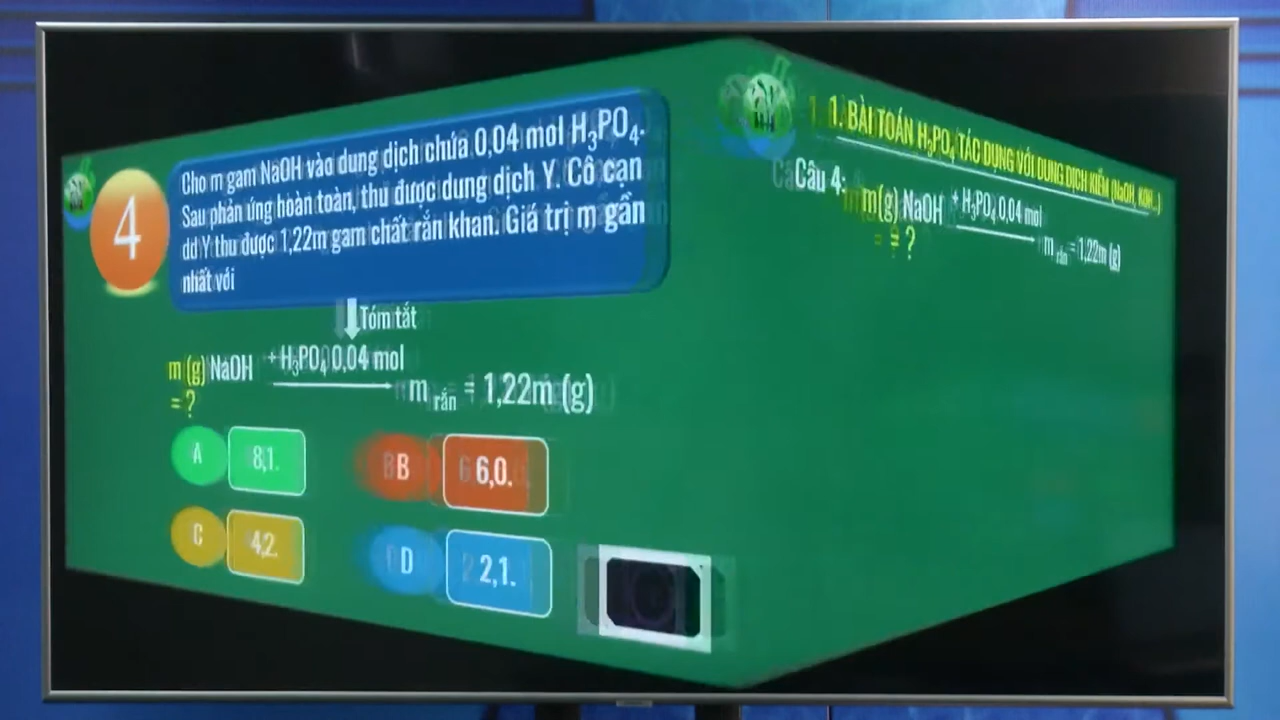 4
Cho m gam NaOH vào dung dịch chứa 0,04 mol H₃PO₄.
Sau phản ứng hoàn toàn, thu được dung dịch Y. Cô cạn
dd Y thu được 1,22m gam chất rắn khan. Giá trị m gần
nhất với
Tóm tắt
m (g) NaOH + H₃PO₄ 0,04 mol m rắn = 1,22m (g)
= ?
A 8,1.
B 6,0.
C 4,2.
D 2,1.
1. BÀI TOÁN H₃PO₄ TÁC DỤNG VỚI DUNG DỊCH KIỀM (NaOH, KOH...)
Câu 4: m(g) NaOH + H₃PO₄ 0,04 mol m rắn = 1,22m (g)
= ?